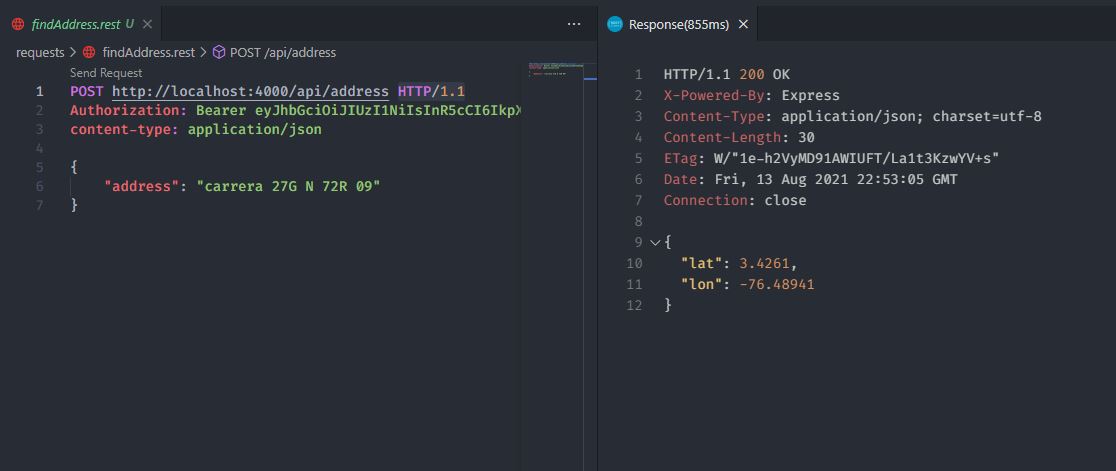 findAddress.rest U
requests > findAddress.rest > POST /api/address
Send Request
1 POST http://localhost:4000/api/address HTTP/1.1
2 Authorization: Bearer eyJhbGciOiJIUzI1NiIsInR5cCI6IkpX
3 content-type: application/json
4
5 {
6 "address": "carrera 27G N 72R 09"
7 }
Response(855ms)
1 HTTP/1.1 200 OK
2 X-Powered-By: Express
3 Content-Type: application/json; charset=utf-8
4 Content-Length: 30
5 ETag: W/"1e-h2VyMD91AWIUFT/La1t3KzwYV+s"
6 Date: Fri, 13 Aug 2021 22:53:05 GMT
7 Connection: close
8
9 {
10 "lat": 3.4261,
11 "lon": -76.48941
12 }